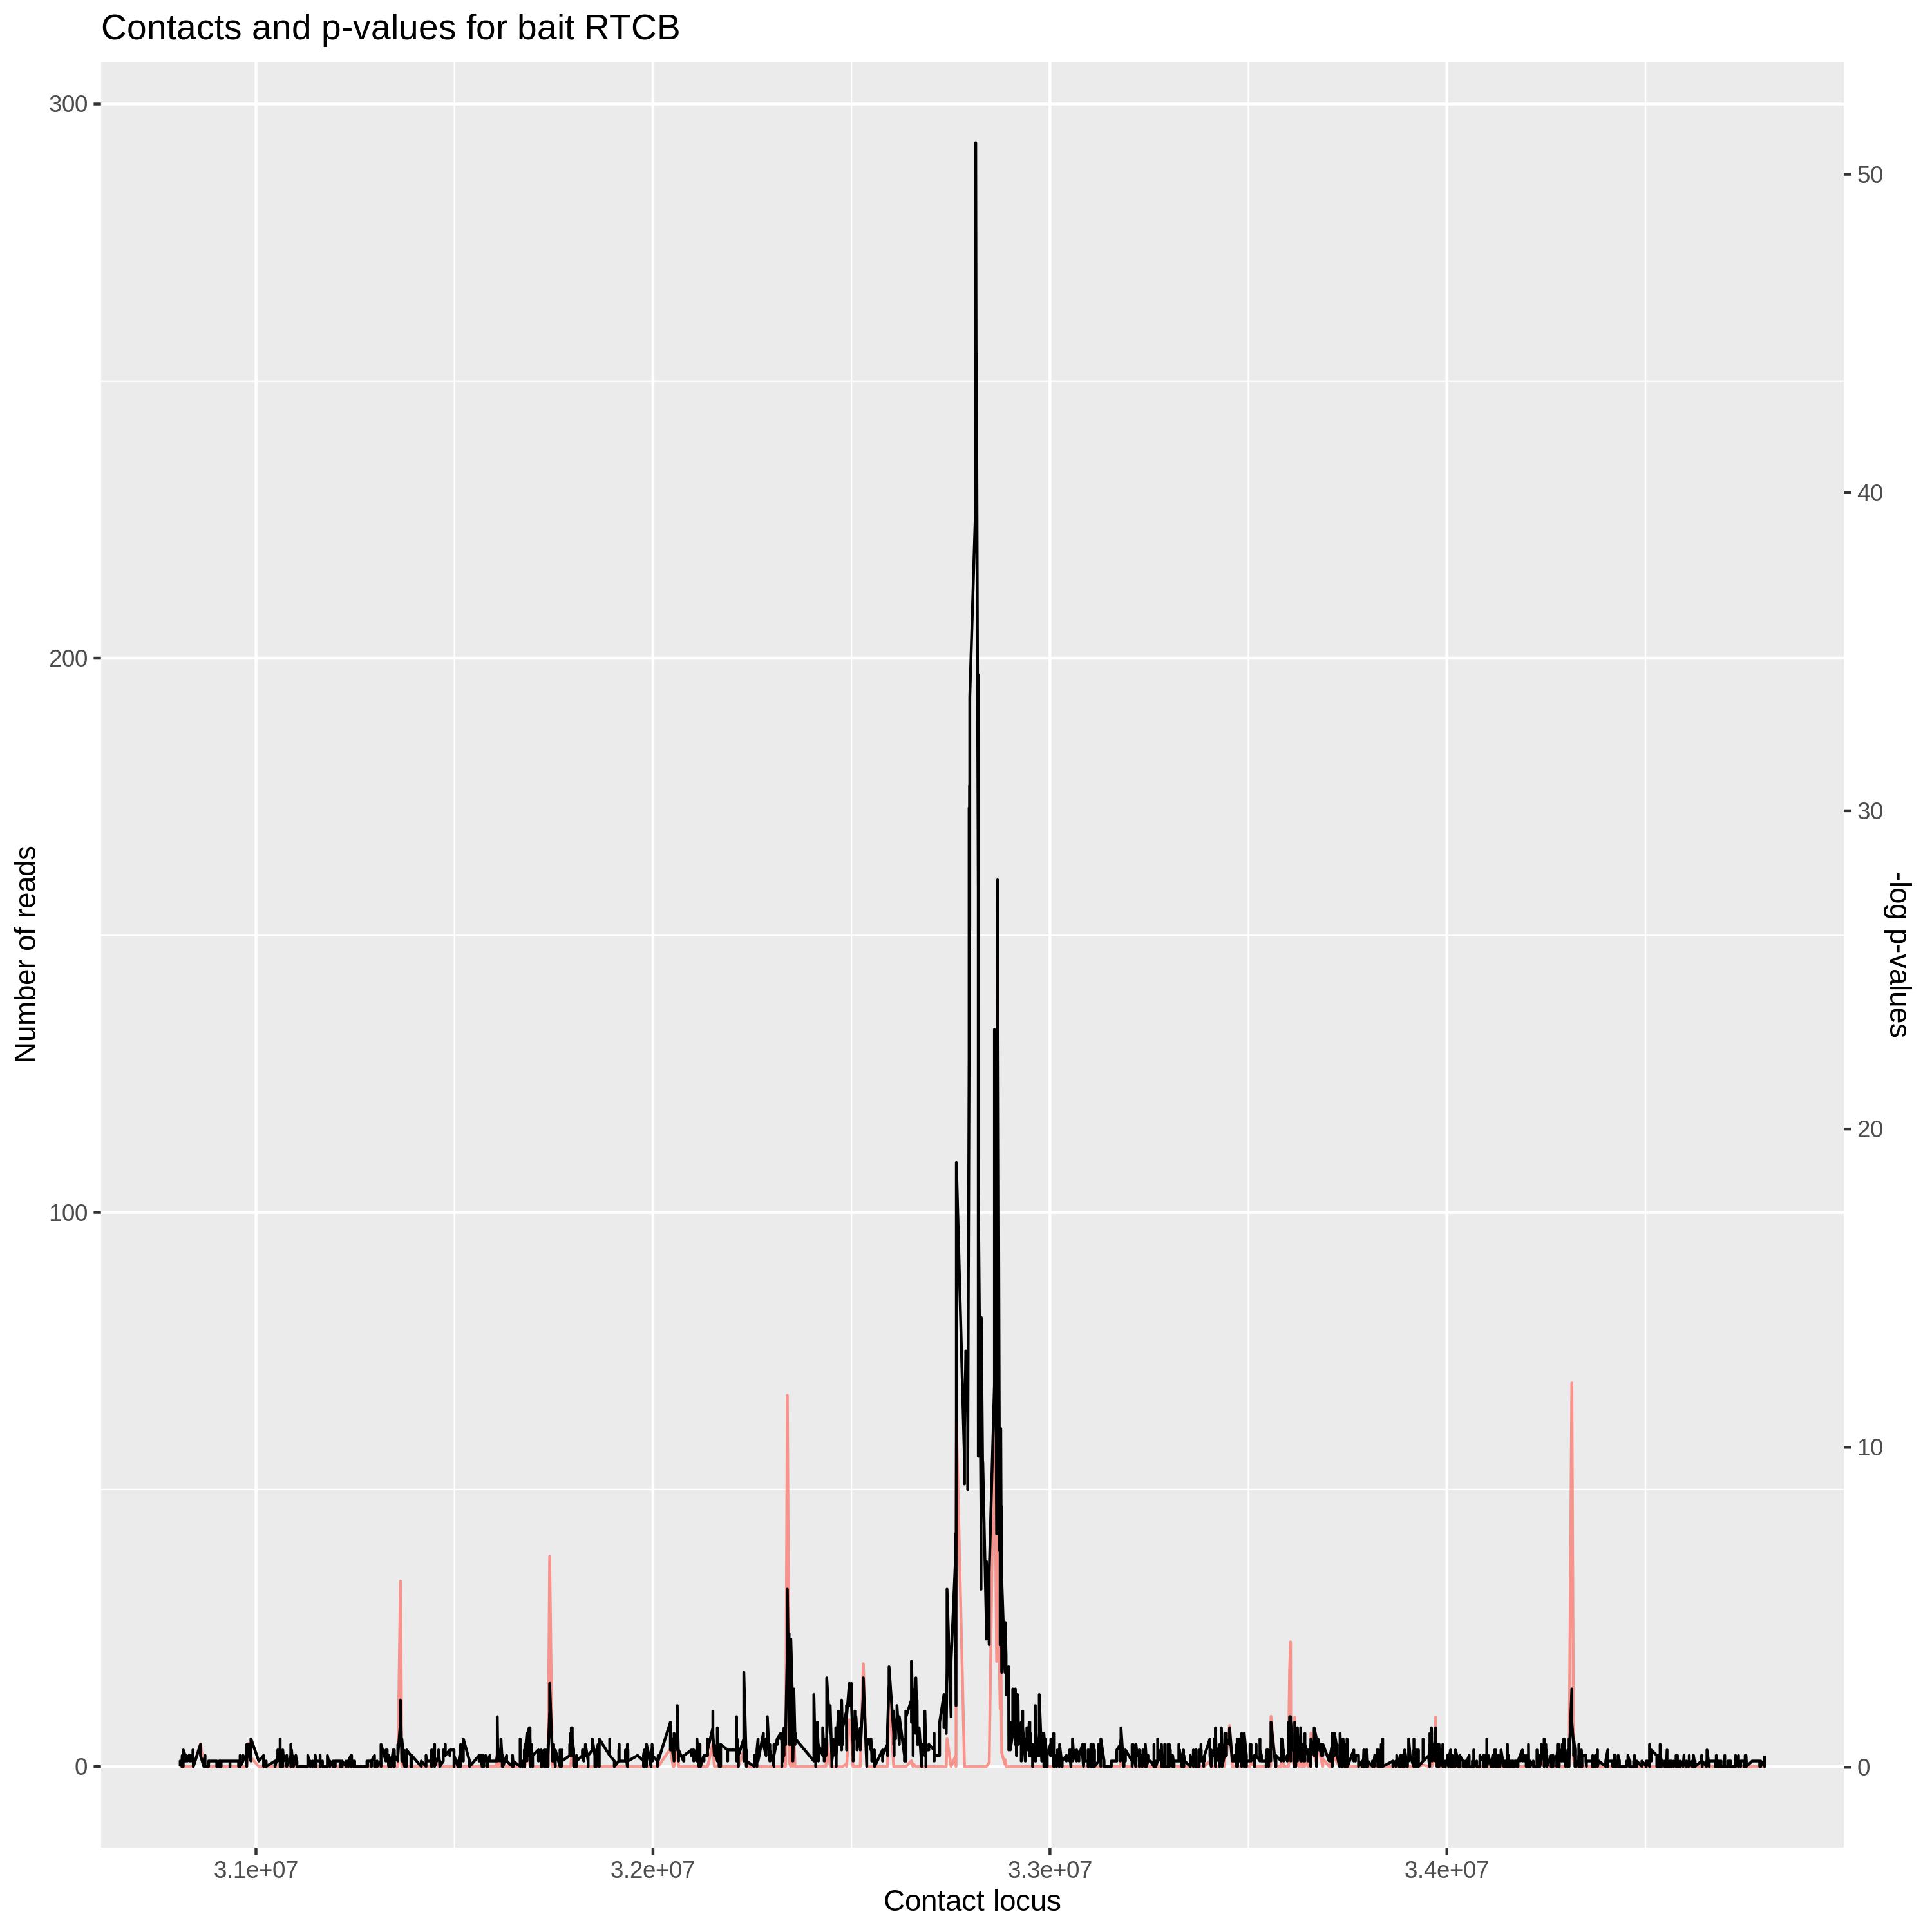 Contacts and p-values for bait RTCB
300
200
100
0
Number of reads
50
40
30
20
10
0
-log p-values
3.1e+07
3.2e+07
3.3e+07
3.4e+07
Contact locus